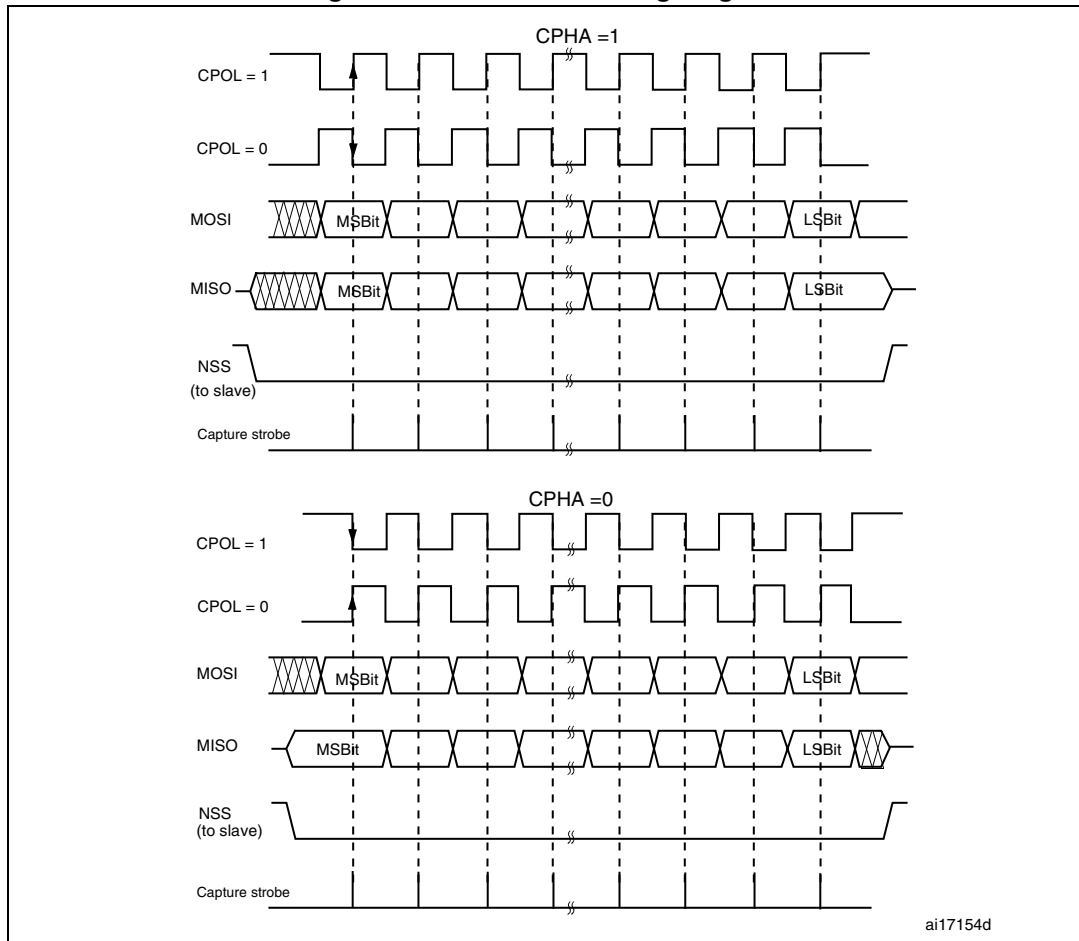 CPHA =1
CPOL = 1
CPOL = 0
MOSI
MSBit
LSBit
MISO
MSBit
LSBit
NSS
(to slave)
Capture strobe
CPHA =0
CPOL = 1
CPOL = 0
MOSI
MSBit
LSBit
MISO
MSBit
LSBit
NSS
(to slave)
Capture strobe
ai17154d